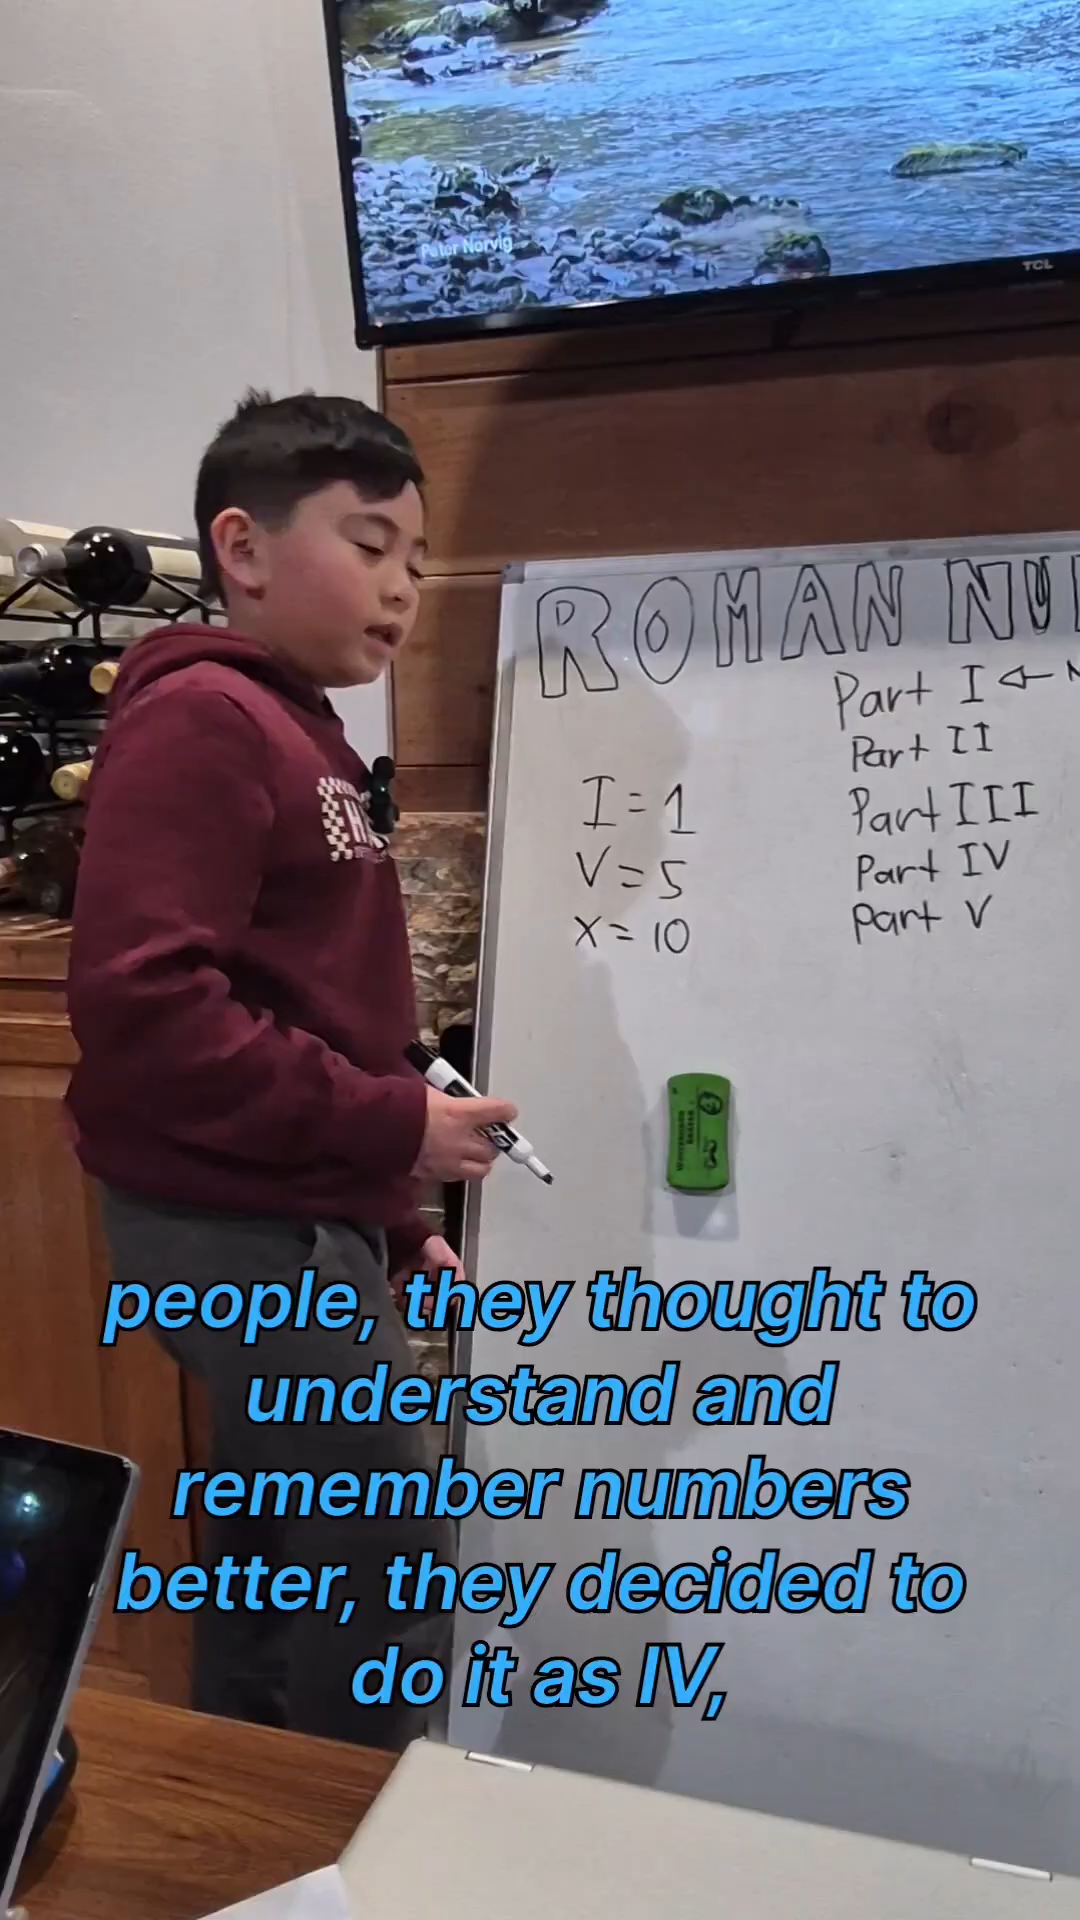 Peter Norvig
TCL
ROMAN NU
Part I ←
Part II
I = 1
Part III
V = 5
Part IV
X = 10
Part V
people, they thought to
understand and
remember numbers
better, they decided to
do it as IV,